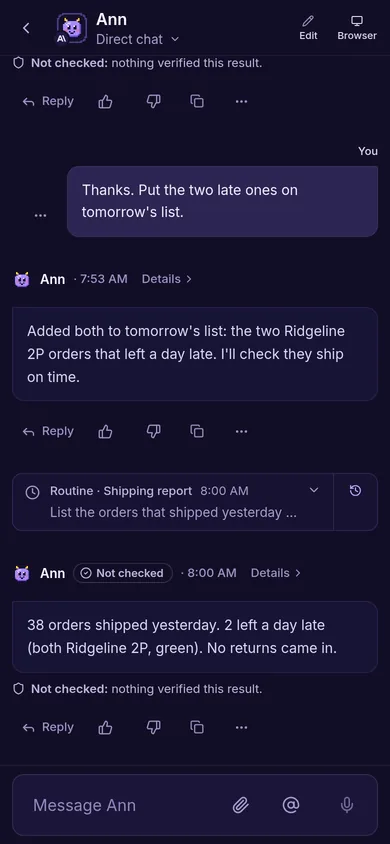 Ann
Direct chat
Edit
Browser
Not checked: nothing verified this result.
Reply
You
Thanks. Put the two late ones on
tomorrow's list.
Ann · 7:53 AM Details
Added both to tomorrow's list: the two Ridgeline
2P orders that left a day late. I'll check they ship
on time.
Reply
Routine · Shipping report 8:00 AM
List the orders that shipped yesterday ...
Ann Not checked · 8:00 AM Details
38 orders shipped yesterday. 2 left a day late
(both Ridgeline 2P, green). No returns came in.
Not checked: nothing verified this result.
Reply
Message Ann